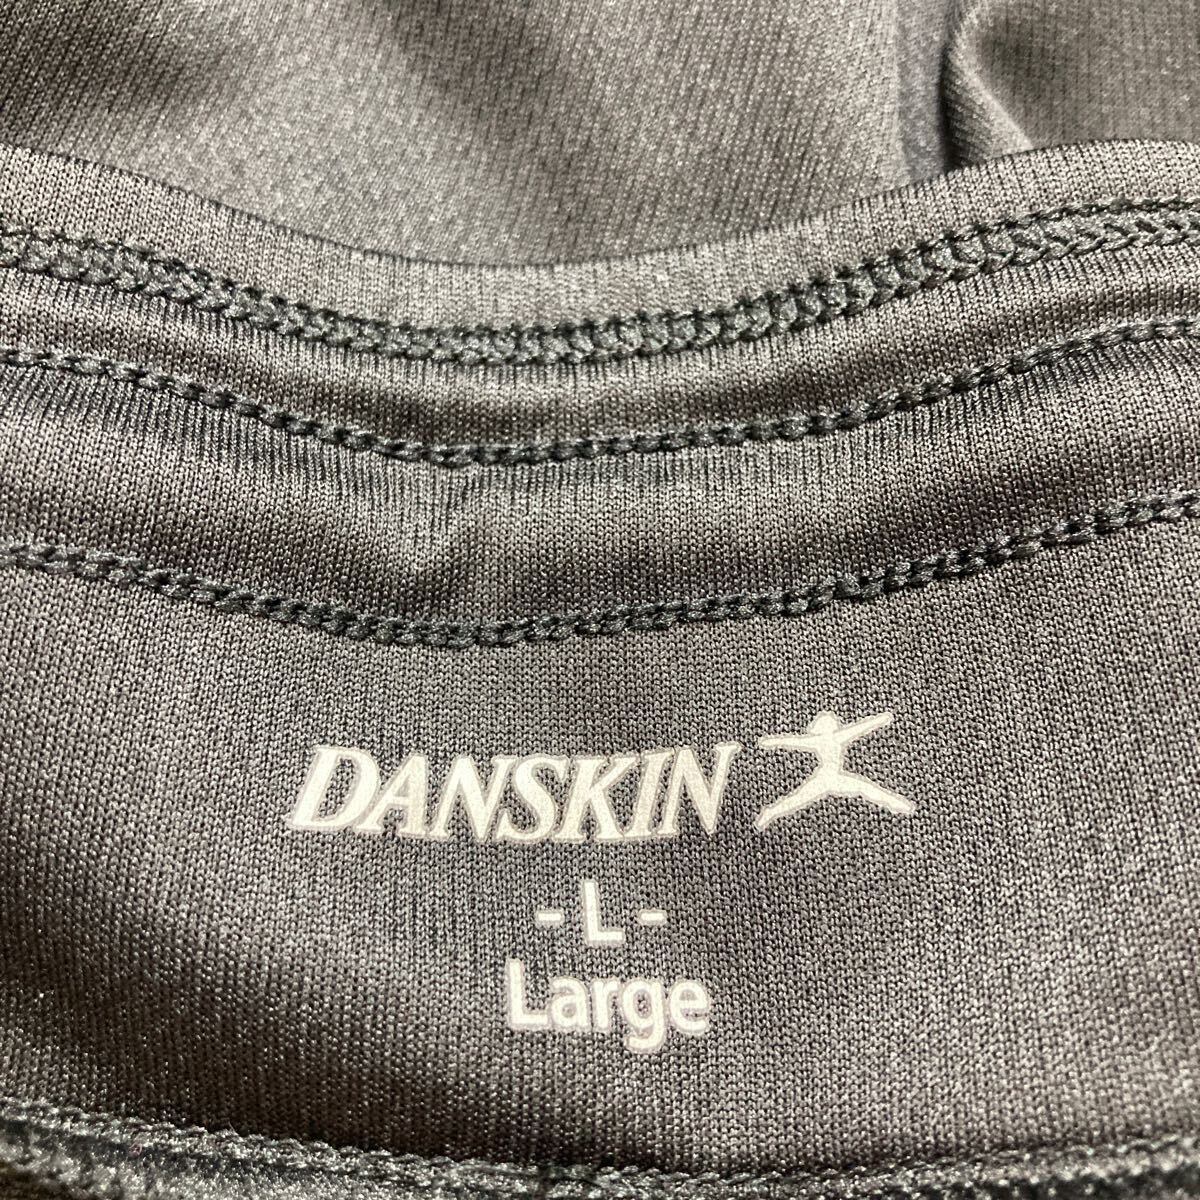 DANSKIN
- L -
Large